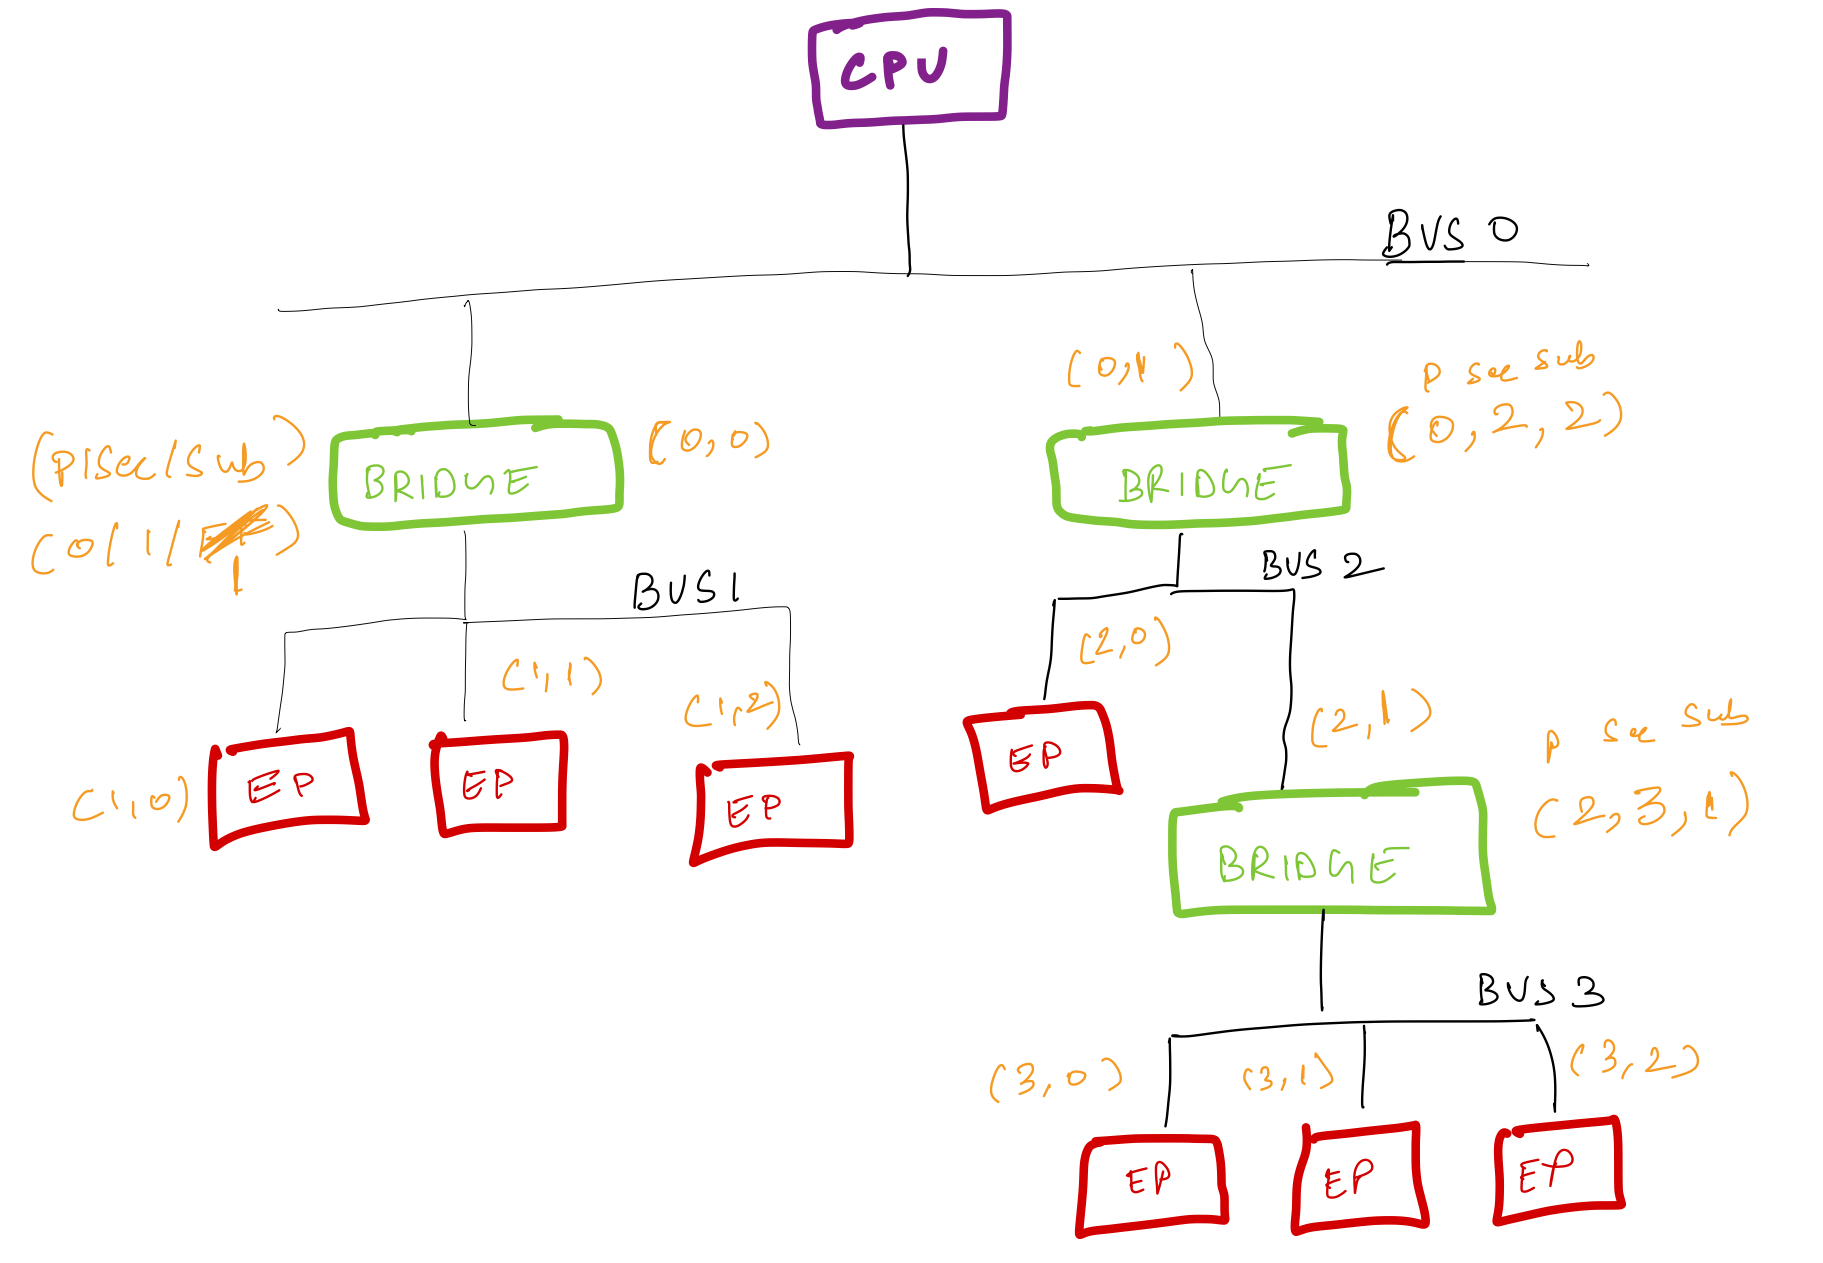 CPU
BUS 0
(0,1)
P sec sub
(0,2,2)
(P/Sec/Sub)
BRIDGE
(0,0)
BRIDGE
(0/1/ )
1
BUS 1
BUS 2
(2,0)
(1,1)
(1,2)
(2,1)
P sec sub
(1,0)
EP
EP
EP
EP
(2,3,1)
BRIDGE
BUS 3
(3,0)
(3,1)
(3,2)
EP
EP
EP